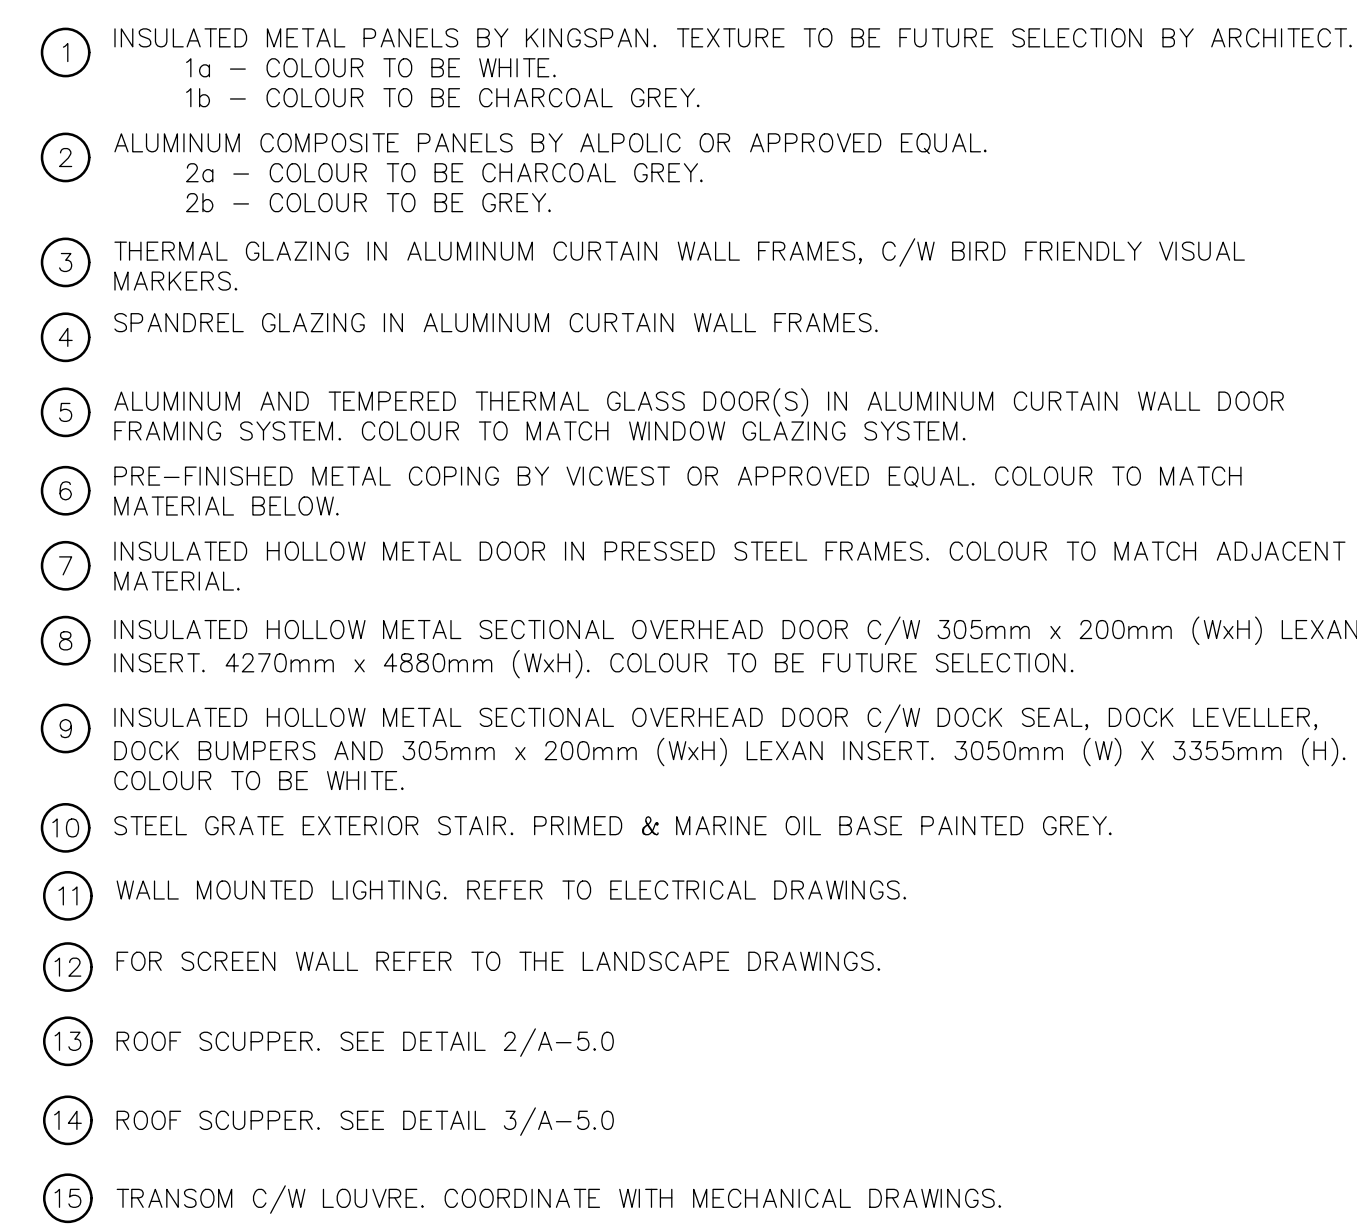 1 INSULATED METAL PANELS BY KINGSPAN. TEXTURE TO BE FUTURE SELECTION BY ARCHITECT.
1a – COLOUR TO BE WHITE.
1b – COLOUR TO BE CHARCOAL GREY.
2 ALUMINUM COMPOSITE PANELS BY ALPOLIC OR APPROVED EQUAL.
2a – COLOUR TO BE CHARCOAL GREY.
2b – COLOUR TO BE GREY.
3 THERMAL GLAZING IN ALUMINUM CURTAIN WALL FRAMES, C/W BIRD FRIENDLY VISUAL
MARKERS.
4 SPANDREL GLAZING IN ALUMINUM CURTAIN WALL FRAMES.
5 ALUMINUM AND TEMPERED THERMAL GLASS DOOR(S) IN ALUMINUM CURTAIN WALL DOOR
FRAMING SYSTEM. COLOUR TO MATCH WINDOW GLAZING SYSTEM.
6 PRE–FINISHED METAL COPING BY VICWEST OR APPROVED EQUAL. COLOUR TO MATCH
MATERIAL BELOW.
7 INSULATED HOLLOW METAL DOOR IN PRESSED STEEL FRAMES. COLOUR TO MATCH ADJACENT
MATERIAL.
8 INSULATED HOLLOW METAL SECTIONAL OVERHEAD DOOR C/W 305mm x 200mm (WxH) LEXAN
INSERT. 4270mm x 4880mm (WxH). COLOUR TO BE FUTURE SELECTION.
9 INSULATED HOLLOW METAL SECTIONAL OVERHEAD DOOR C/W DOCK SEAL, DOCK LEVELLER,
DOCK BUMPERS AND 305mm x 200mm (WxH) LEXAN INSERT. 3050mm (W) X 3355mm (H).
COLOUR TO BE WHITE.
10 STEEL GRATE EXTERIOR STAIR. PRIMED & MARINE OIL BASE PAINTED GREY.
11 WALL MOUNTED LIGHTING. REFER TO ELECTRICAL DRAWINGS.
12 FOR SCREEN WALL REFER TO THE LANDSCAPE DRAWINGS.
13 ROOF SCUPPER. SEE DETAIL 2/A–5.0
14 ROOF SCUPPER. SEE DETAIL 3/A–5.0
15 TRANSOM C/W LOUVRE. COORDINATE WITH MECHANICAL DRAWINGS.